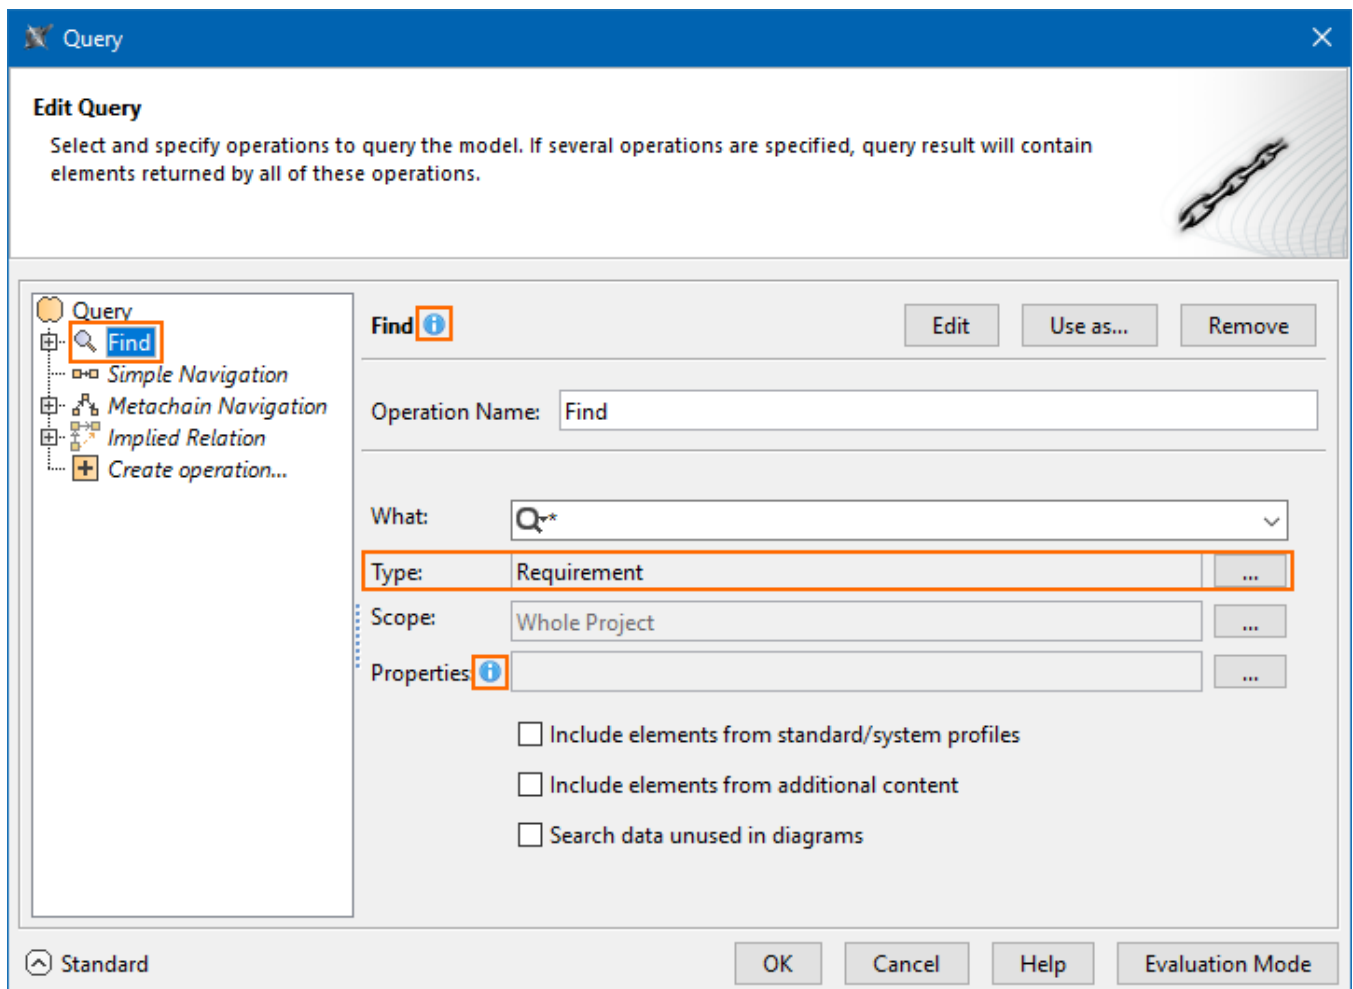 Query
Edit Query
Select and specify operations to query the model. If several operations are specified, query result will contain
elements returned by all of these operations.
Query
Find
Simple Navigation
Metachain Navigation
Implied Relation
Create operation...
Find
Edit
Use as...
Remove
Operation Name: Find
What: *
Type: Requirement ...
Scope: Whole Project ...
Properties: ...
Include elements from standard/system profiles
Include elements from additional content
Search data unused in diagrams
Standard
OK
Cancel
Help
Evaluation Mode